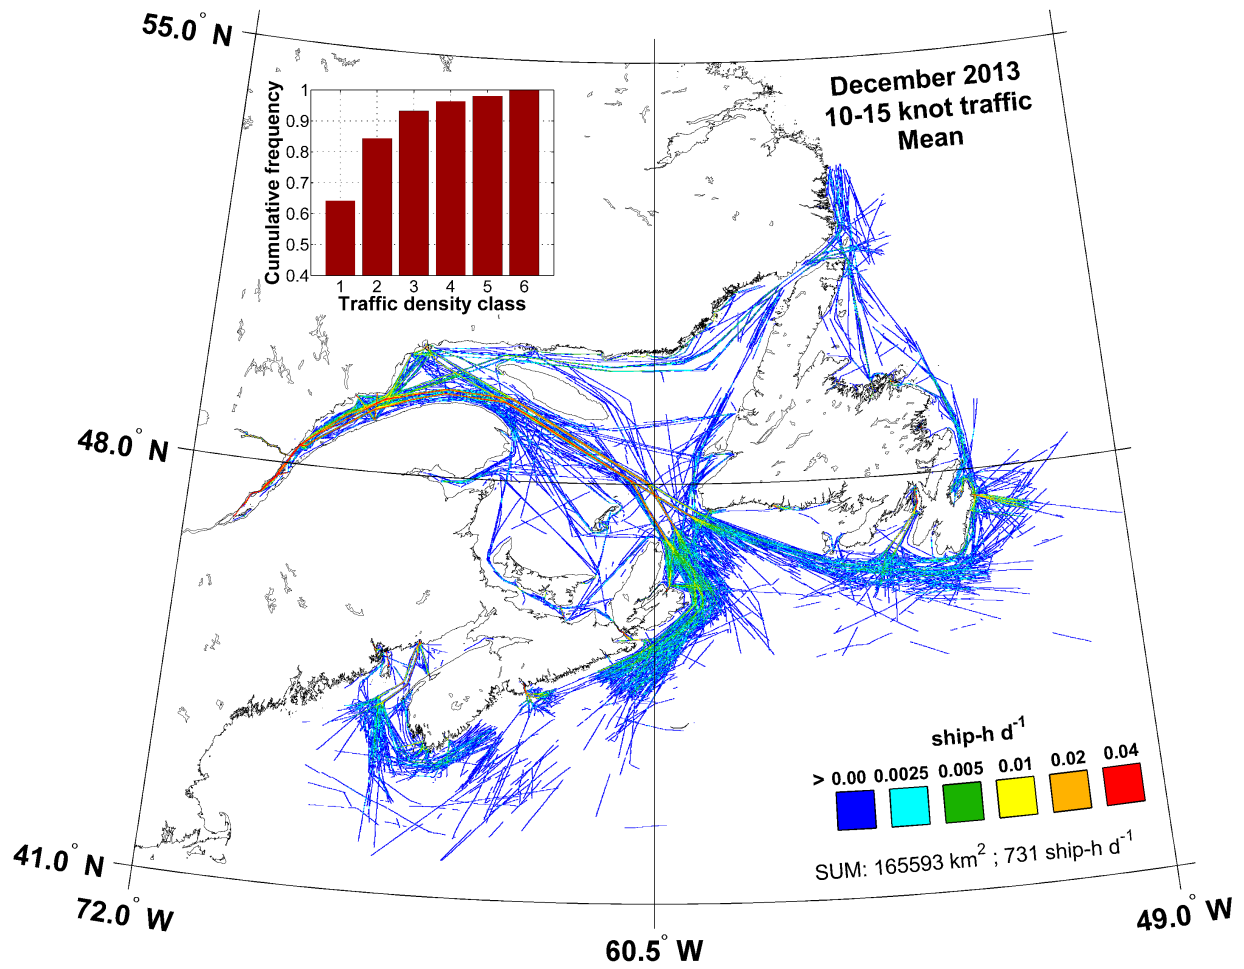 55.0° N
December 2013
10-15 knot traffic
Mean
Cumulative frequency
1
0.9
0.8
0.7
0.6
0.5
0.4
1 2 3 4 5 6
Traffic density class
48.0° N
ship-h d-1
> 0.00 0.0025 0.005 0.01 0.02 0.04
SUM: 165593 km2 ; 731 ship-h d-1
41.0° N
72.0° W
60.5° W
49.0° W